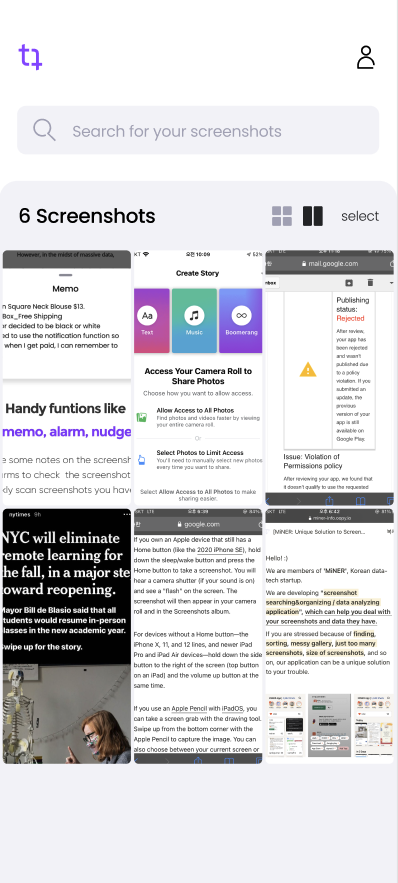 Search for your screenshots
6 Screenshots
select
However, in the midst of massive data,
Memo
n Square Neck Blouse $13.
Box_Free Shipping
r decided to be black or white
ed to use the notification function so
when I get paid, I can remember to
Handy funtions like
memo, alarm, nudge
e some notes on the screensh
rms to check the screenshot
dly scan screenshots you have
KT
오전 10:09
52%
Create Story
Aa
Text
Music
Boomerang
Access Your Camera Roll to
Share Photos
Choose how you want to allow access.
Allow Access to All Photos
Find photos and videos faster by viewing
your entire camera roll.
Or
Select Photos to Limit Access
You'll need to manually select new photos
every time you want to share.
Select Allow Access to All Photos to make
sharing easier.
mail.google.com
nbox
Publishing
status:
Rejected
After review,
your app has
been rejected
and wasn't
published due
to a policy
violation. If you
submitted an
update, the
previous
version of your
app is still
available on
Google Play.
Issue: Violation of
Permissions policy
After reviewing your app, we found that
it doesn't qualify to use the requested
nytimes 9h
NYC will eliminate
remote learning for
the fall, in a major ste
toward reopening.
Mayor Bill de Blasio said that all
tudents would resume in-person
lasses in the new academic year.
Swipe up for the story.
SKT LTE
오전 6:39
84%
google.com
If you own an Apple device that still has a
Home button (like the 2020 iPhone SE), hold
down the sleep/wake button and press the
Home button to take a screenshot. You will
hear a camera shutter (if your sound is on)
and see a "flash" on the screen. The
screenshot will then appear in your camera
roll and in the Screenshots album.
For devices without a Home button—the
iPhone X, 11, and 12 lines, and newer iPad
Pro and iPad Air devices—hold down the side
button to the right of the screen (top button
on an iPad) and the volume up button at the
same time.
If you use an Apple Pencil with iPadOS, you
can take a screen grab with the drawing tool.
Swipe up from the bottom corner with the
Apple Pencil to capture the image. You can
also choose between your current screen or
SKT LTE
오후 6:42
81%
miner-info.oopy.io
(MiNER: Unique Solution to Screen...
Hello! :)
We are members of 'MiNER', Korean data-
tech startup.
We are developing "screenshot
searching&organizing / data analyzing
application", which can help you deal with
your screenshots and data they have.
If you are stressed because of finding,
sorting, messy gallery, just too many
screenshots, size of screenshots, and so
on, our application can be a unique solution
to your trouble.